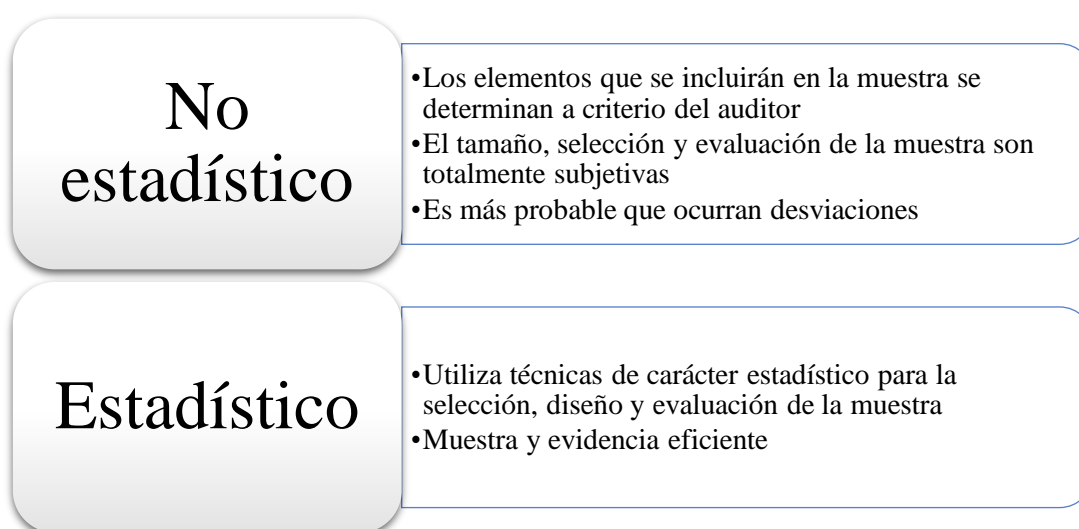 No
estadístico
•Los elementos que se incluirán en la muestra se
determinan a criterio del auditor
•El tamaño, selección y evaluación de la muestra son
totalmente subjetivas
•Es más probable que ocurran desviaciones
Estadístico
•Utiliza técnicas de carácter estadístico para la
selección, diseño y evaluación de la muestra
•Muestra y evidencia eficiente